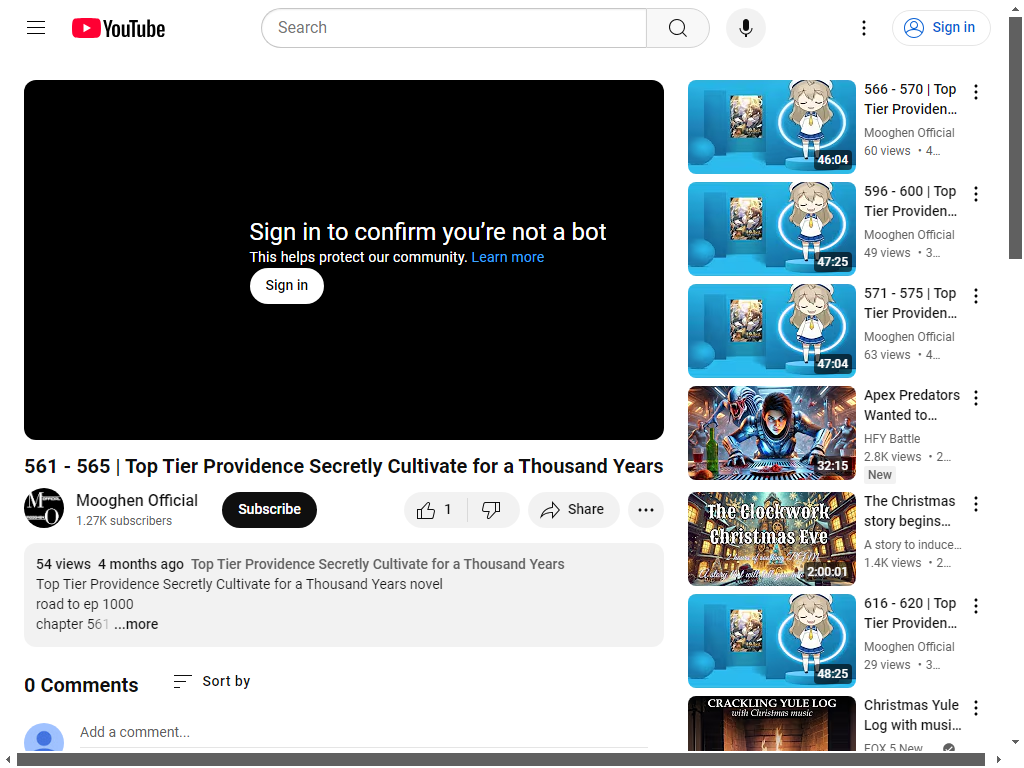 YouTube
Search
Sign in
Sign in to confirm you’re not a bot
This helps protect our community. Learn more
Sign in
561 - 565 | Top Tier Providence Secretly Cultivate for a Thousand Years
Mooghen Official
1.27K subscribers
Subscribe
1
Share
54 views 4 months ago Top Tier Providence Secretly Cultivate for a Thousand Years
Top Tier Providence Secretly Cultivate for a Thousand Years novel
road to ep 1000
chapter 561 ...more
0 Comments
Sort by
Add a comment...
46:04
566 - 570 | Top
Tier Providen...
Mooghen Official
60 views • 4...
47:25
596 - 600 | Top
Tier Providen...
Mooghen Official
49 views • 3...
47:04
571 - 575 | Top
Tier Providen...
Mooghen Official
63 views • 4...
32:15
Apex Predators
Wanted to...
HFY Battle
2.8K views • 2...
New
The Clockwork
Christmas Eve
2:00:01
The Christmas
story begins...
A story to induce...
1.4K views • 2...
48:25
616 - 620 | Top
Tier Providen...
Mooghen Official
29 views • 3...
CRACKLING YULE LOG
with Christmas music
Christmas Yule
Log with musi...
FOX 5 New...